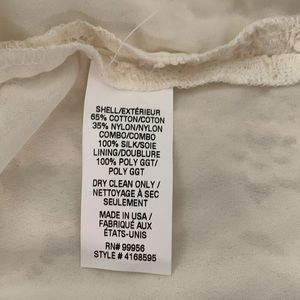 SHELL/EXTÉRIEUR
65% COTTON/COTON
35% NYLON/NYLON
COMBO/COMBO
100% SILK/SOIE
LINING/DOUBLURE
100% POLY GGT/
POLY GGT
DRY CLEAN ONLY /
NETTOYAGE À SEC
SEULEMENT
MADE IN USA /
FABRIQUÉ AUX
ÉTATS-UNIS
RN# 99956
STYLE # 4168595